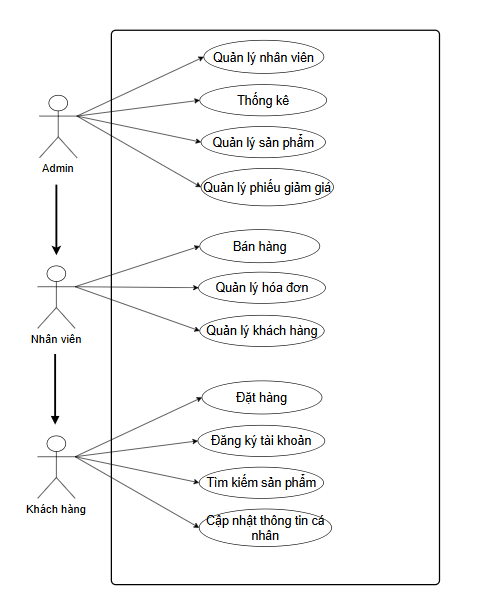 Quản lý nhân viên
Thống kê
Quản lý sản phẩm
Quản lý phiếu giảm giá
Admin
Bán hàng
Quản lý hóa đơn
Quản lý khách hàng
Nhân viên
Đặt hàng
Đăng ký tài khoản
Tìm kiếm sản phẩm
Cập nhật thông tin cá
nhân
Khách hàng